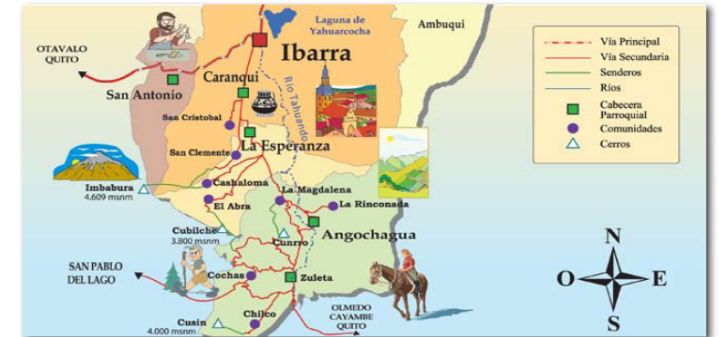 Laguna de
Yahuarcocha
Ambuqui
OTAVALO
QUITO
Ibarra
Caranqui
San Antonio
Río Tahuando
San Cristobal
La Esperanza
San Clemente
Imbabura
4.609 msnm
Cashaloma
La Magdalena
El Abra
La Rinconada
Cubilche
3.800 msnm
Cunrro
Angochagua
SAN PABLO
DEL LAGO
Cochas
Zuleta
Cusin
4.000 msnm
Chilco
OLMEDO
CAYAMBE
QUITO
Vía Principal
Vía Secundaria
Senderos
Ríos
Cabecera
Parroquial
Comunidades
Cerros
N
O
E
S